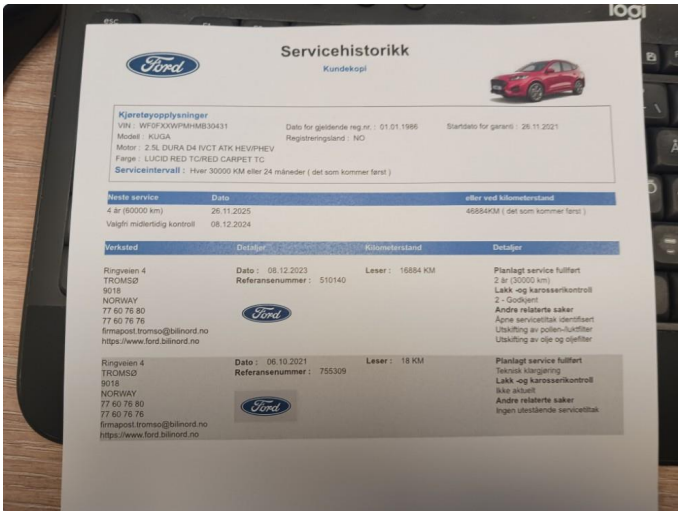 logi
esc
Ford
Servicehistorikk
Kundekopi
Kjøretøyopplysninger
VIN : WF0FXXWPMHMB30431
Dato for gjeldende reg.nr. : 01.01.1986
Startdato for garanti : 26.11.2021
Modell : KUGA
Registreringsland : NO
Motor : 2.5L DURA D4 IVCT ATK HEV/PHEV
Farge : LUCID RED TC/RED CARPET TC
Serviceintervall : Hver 30000 KM eller 24 måneder ( det som kommer først )
Neste service Dato eller ved kilometerstand
4 år (60000 km) 26.11.2025 46884KM ( det som kommer først )
Valgfri midlertidig kontroll 08.12.2024
Verksted Detaljer Kilometerstand Detaljer
Ringveien 4
TROMSØ
9018
NORWAY
77 60 76 80
77 60 76 76
firmapost.tromso@bilinord.no
https://www.ford.bilinord.no
Dato : 08.12.2023
Referansenummer : 510140
Ford
Leser : 16884 KM
Planlagt service fullført
2 år (30000 km)
Lakk -og karosserikontroll
2 - Godkjent
Andre relaterte saker
Åpne servicetiltak identifisert
Utskifting av pollen-/luktfilter
Utskifting av olje og oljefilter
Ringveien 4
TROMSØ
9018
NORWAY
77 60 76 80
77 60 76 76
firmapost.tromso@bilinord.no
https://www.ford.bilinord.no
Dato : 06.10.2021
Referansenummer : 755309
Ford
Leser : 18 KM
Planlagt service fullført
Teknisk klargjøring
Lakk -og karosserikontroll
Ikke aktuelt
Andre relaterte saker
Ingen utestående servicetiltak